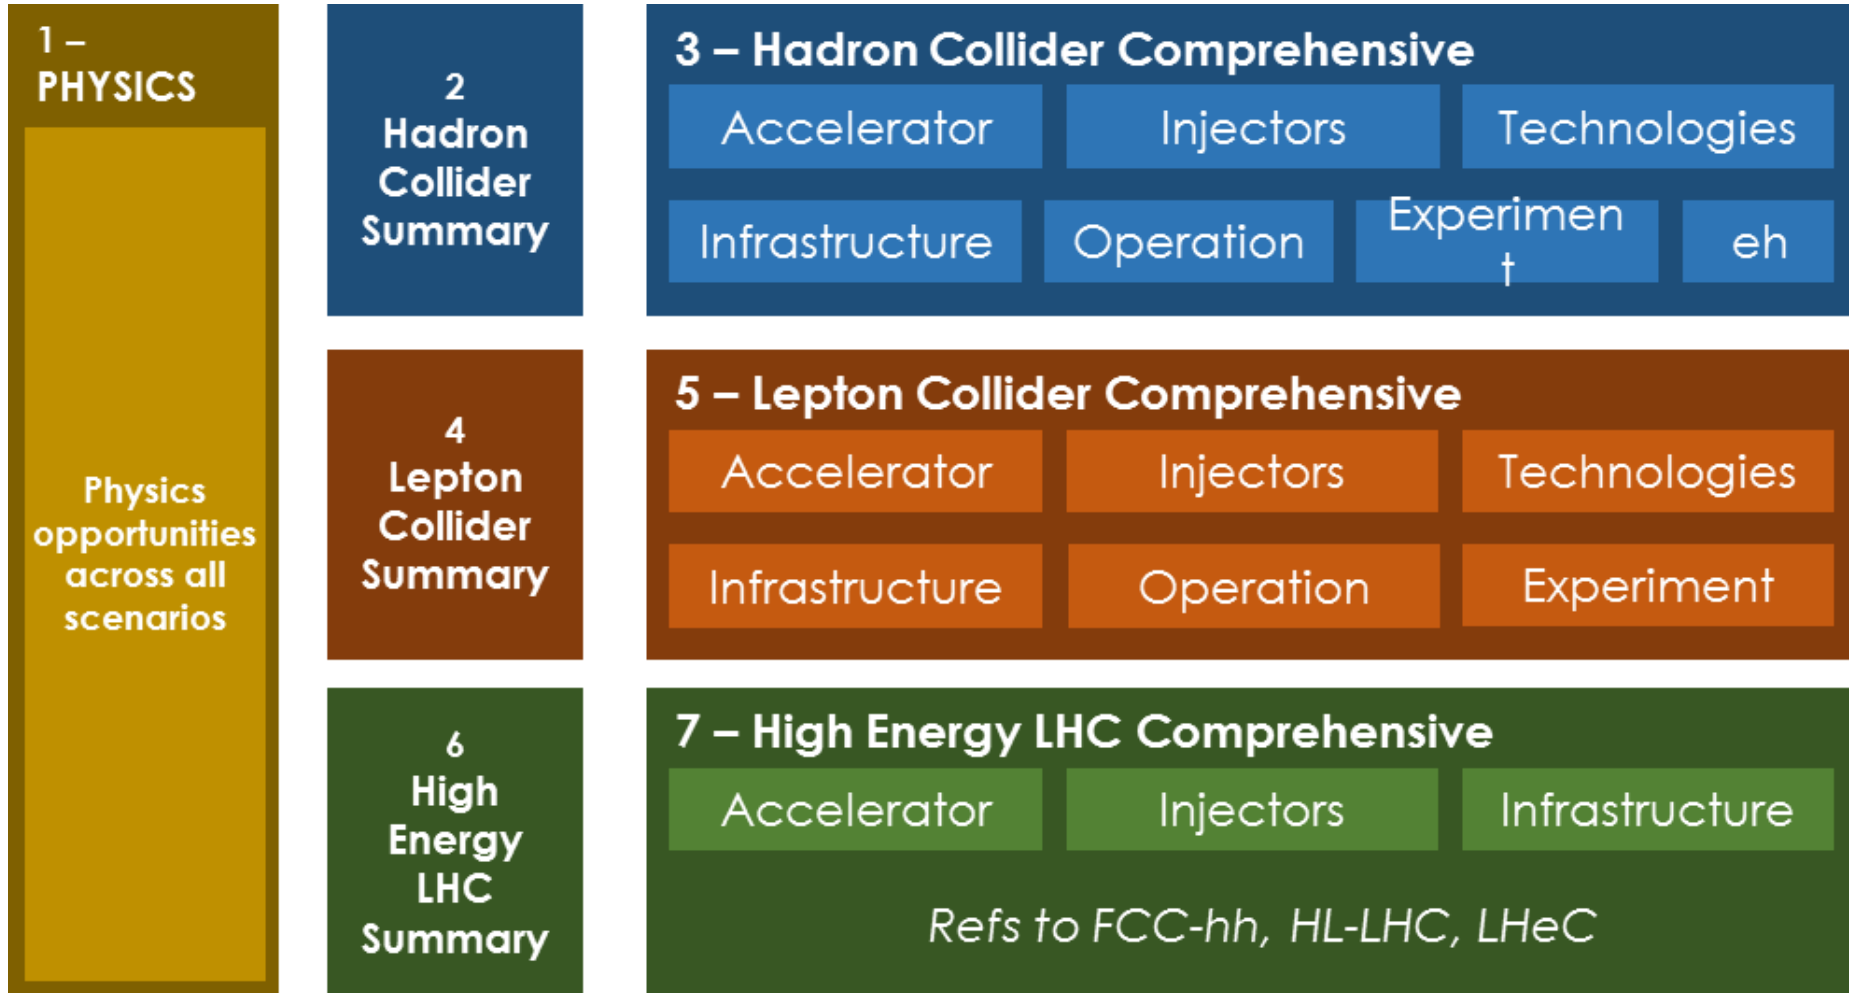 1 –
PHYSICS
Physics
opportunities
across all
scenarios
2
Hadron
Collider
Summary
3 – Hadron Collider Comprehensive
Accelerator
Injectors
Technologies
Infrastructure
Operation
Experimen
t
eh
4
Lepton
Collider
Summary
5 – Lepton Collider Comprehensive
Accelerator
Injectors
Technologies
Infrastructure
Operation
Experiment
6
High
Energy
LHC
Summary
7 – High Energy LHC Comprehensive
Accelerator
Injectors
Infrastructure
Refs to FCC-hh, HL-LHC, LHeC